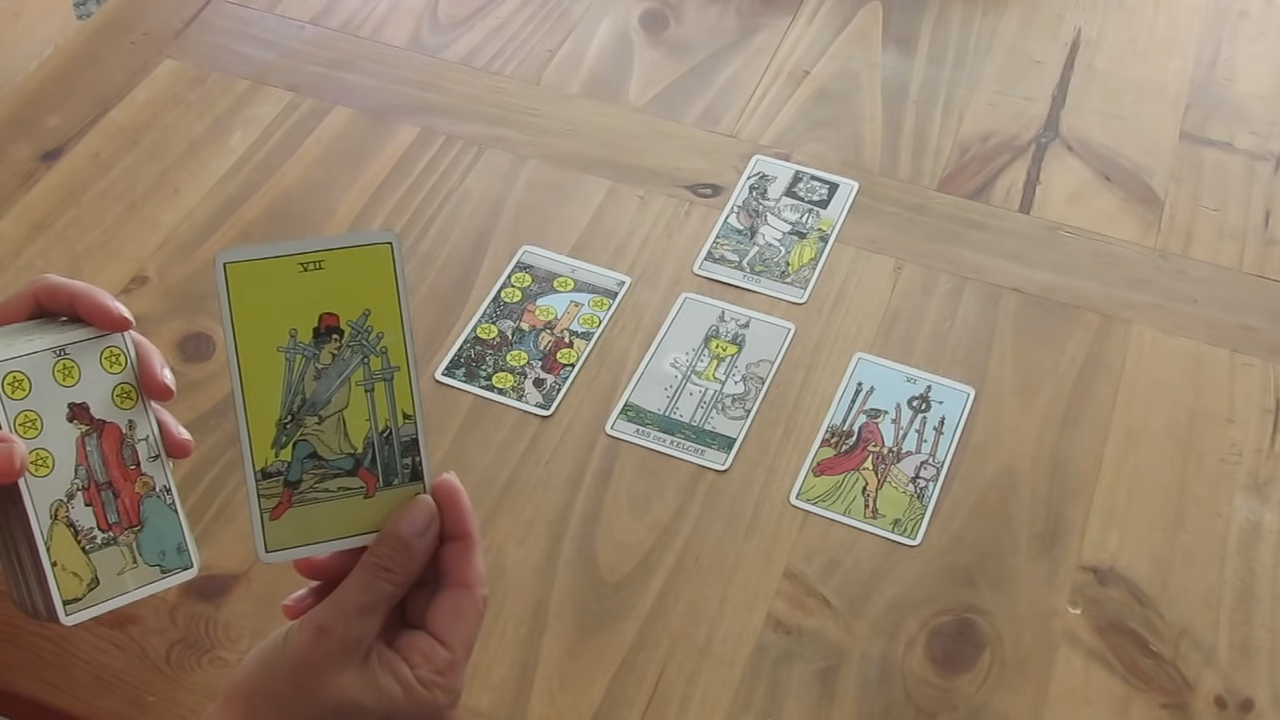 VI
VII
X
TOD
ASS DER KELCHE
VI